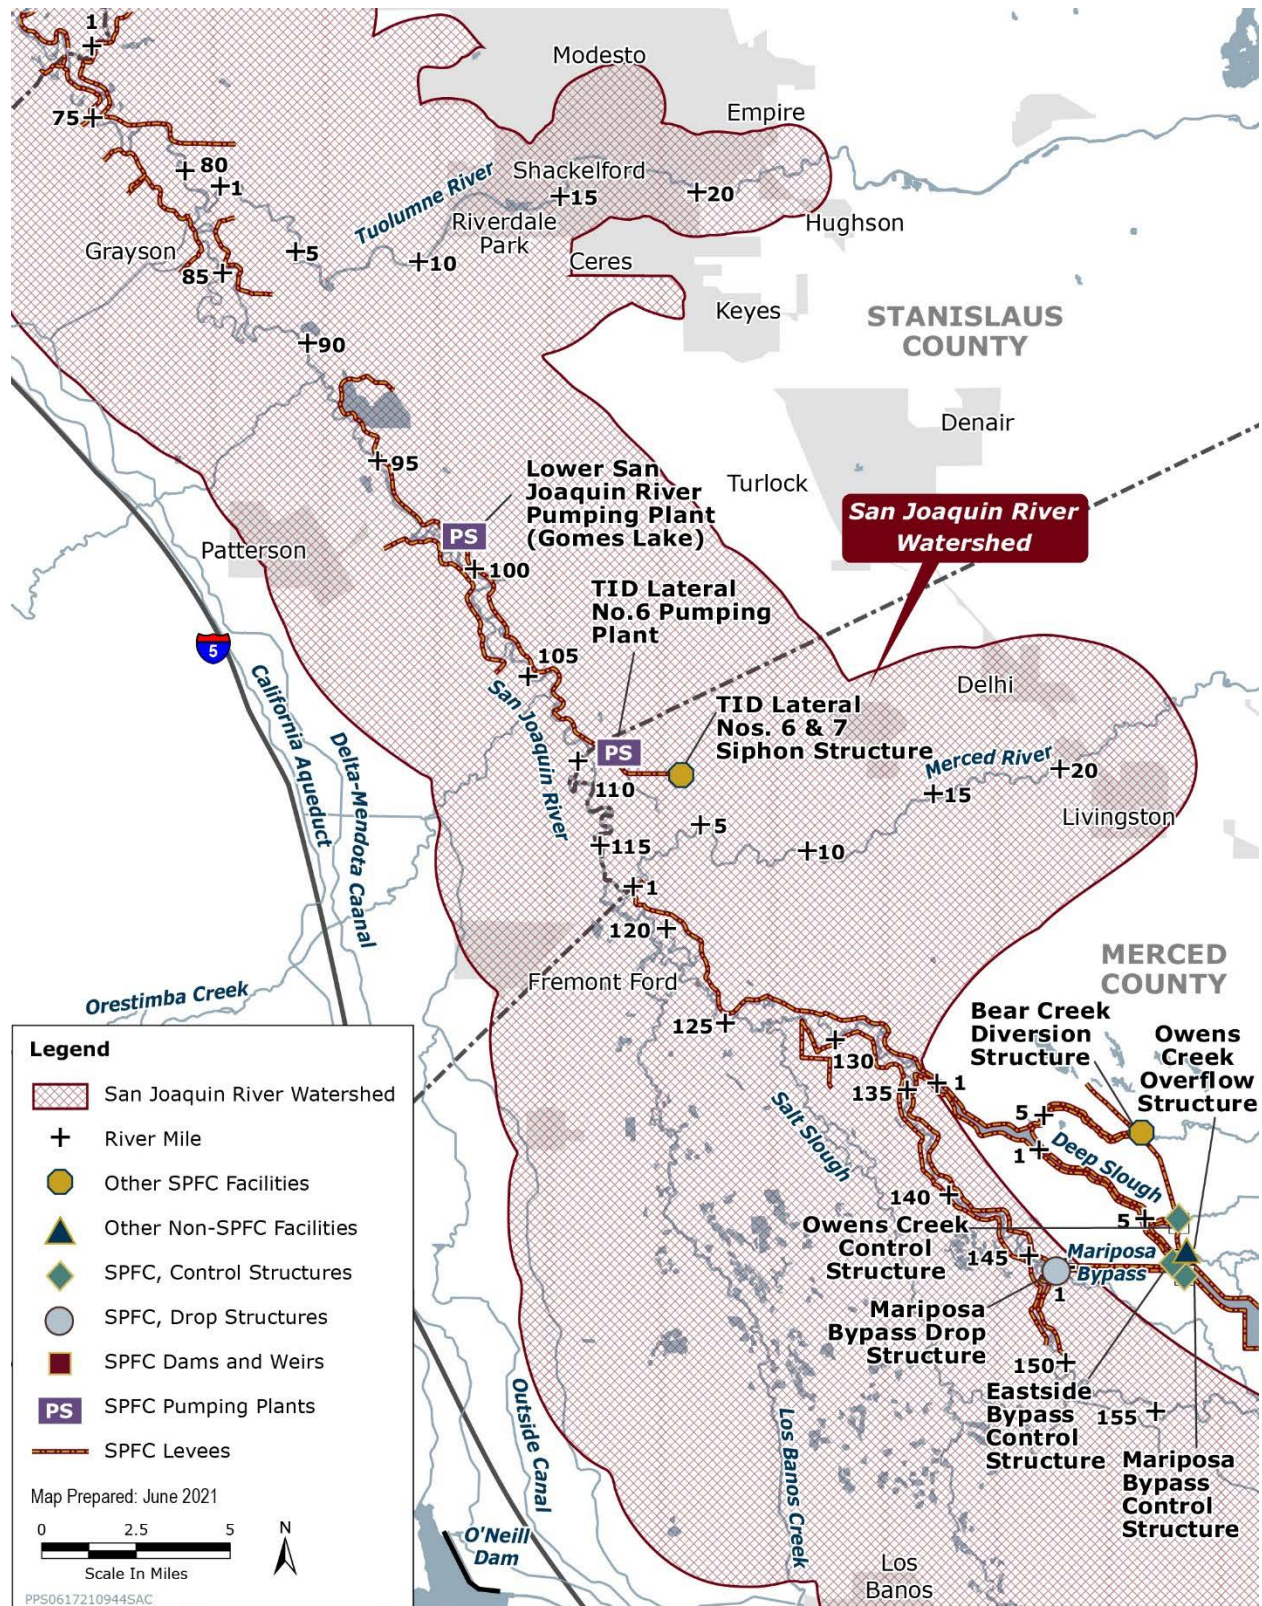 1
Modesto
Empire
75
80
1
Shackelford
15
20
Tuolumne River
Riverdale
Park
Hughson
Grayson
5
10
Ceres
85
Keyes
STANISLAUS
COUNTY
90
Denair
95
Lower San
Joaquin River
Pumping Plant
(Gomes Lake)
Turlock
San Joaquin River
Watershed
PS
Patterson
100
TID Lateral
No.6 Pumping
Plant
5
105
Delhi
California Aqueduct
Delta-Mendota Caanal
San Joaquin River
TID Lateral
Nos. 6 & 7
Siphon Structure
PS
Merced River
20
110
15
5
Livingston
115
10
1
120
MERCED
COUNTY
Fremont Ford
Orestimba Creek
125
Bear Creek
Diversion
Structure
Owens
Creek
Overflow
Structure
130
135
1
5
1
Deep Slough
Salt Slough
140
5
Owens Creek
Control
Structure
145
Mariposa
Bypass
1
Mariposa
Bypass Drop
Structure
150
Eastside
Bypass
Control
Structure
155
Mariposa
Bypass
Control
Structure
Outside Canal
Los Banos Creek
O'Neill
Dam
Los
Banos
Legend
San Joaquin River Watershed
River Mile
Other SPFC Facilities
Other Non-SPFC Facilities
SPFC, Control Structures
SPFC, Drop Structures
SPFC Dams and Weirs
PS SPFC Pumping Plants
SPFC Levees
Map Prepared: June 2021
0 2.5 5
N
Scale In Miles
PPS0617210944SAC